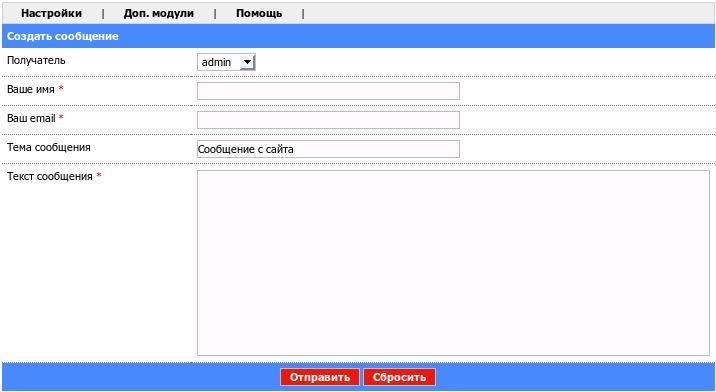 Настройки | Доп. модули | Помощь |
Создать сообщение
Получатель admin
Ваше имя *
Ваш email *
Тема сообщения Сообщение с сайта
Текст сообщения *
Отправить Сбросить